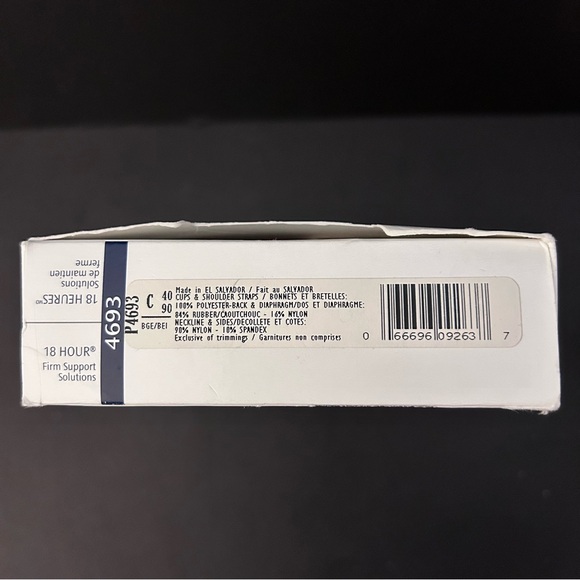 18 HEURESMD
Solutions
de maintien
ferme
18 HOUR®
Firm Support
Solutions
4693
P4693
C 40
90
BGE/BEI
Made in EL SALVADOR / Fait au SALVADOR
CUPS & SHOULDER STRAPS / BONNETS ET BRETELLES:
100% POLYESTER-BACK & DIAPHRAGM/DOS ET DIAPHRAGME:
84% RUBBER/CAOUTCHOUC - 16% NYLON
NECKLINE & SIDES/DECOLLETE ET COTES:
90% NYLON - 10% SPANDEX
Exclusive of trimmings / Garnitures non comprises
0 66696 09263 7